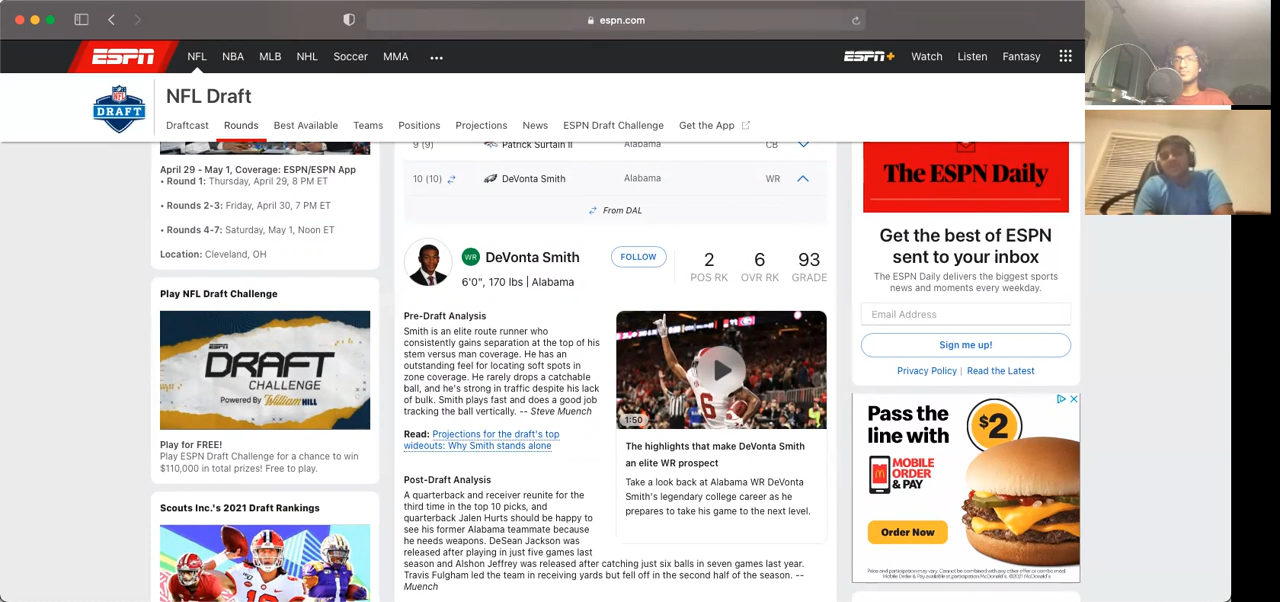 espn.com
ESPN NFL NBA MLB NHL Soccer MMA ... ESPN+ Watch Listen Fantasy
NFL DRAFT
NFL Draft
Draftcast Rounds Best Available Teams Positions Projections News ESPN Draft Challenge Get the App
April 29 - May 1, Coverage: ESPN/ESPN App
• Round 1: Thursday, April 29, 8 PM ET
• Rounds 2-3: Friday, April 30, 7 PM ET
• Rounds 4-7: Saturday, May 1, Noon ET
Location: Cleveland, OH
Play NFL Draft Challenge
ESPN
DRAFT
CHALLENGE
Powered By William HILL
Play for FREE!
Play ESPN Draft Challenge for a chance to win
$110,000 in total prizes! Free to play.
Scouts Inc.'s 2021 Draft Rankings
9 (9) Patrick Surtain II Alabama CB
10 (10) DeVonta Smith Alabama WR
From DAL
WR DeVonta Smith
6'0", 170 lbs | Alabama
FOLLOW
2 6 93
POS RK OVR RK GRADE
Pre-Draft Analysis
Smith is an elite route runner who
consistently gains separation at the top of his
stem versus man coverage. He has an
outstanding feel for locating soft spots in
zone coverage. He rarely drops a catchable
ball, and he's strong in traffic despite his lack
of bulk. Smith plays fast and does a good job
tracking the ball vertically. -- Steve Muench
Read: Projections for the draft's top
wideouts: Why Smith stands alone
6
1:50
The highlights that make DeVonta Smith
an elite WR prospect
Take a look back at Alabama WR DeVonta
Smith's legendary college career as he
prepares to take his game to the next level.
Post-Draft Analysis
A quarterback and receiver reunite for the
third time in the top 10 picks, and
quarterback Jalen Hurts should be happy to
see his former Alabama teammate because
he needs weapons. DeSean Jackson was
released after playing in just five games last
season and Alshon Jeffrey was released after catching just six balls in seven games last year.
Travis Fulgham led the team in receiving yards but fell off in the second half of the season. --
Muench
The ESPN Daily
Get the best of ESPN
sent to your inbox
The ESPN Daily delivers the biggest sports
news and moments every weekday.
Email Address
Sign me up!
Privacy Policy | Read the Latest
Pass the
line with
$2
MOBILE
ORDER
& PAY
Order Now